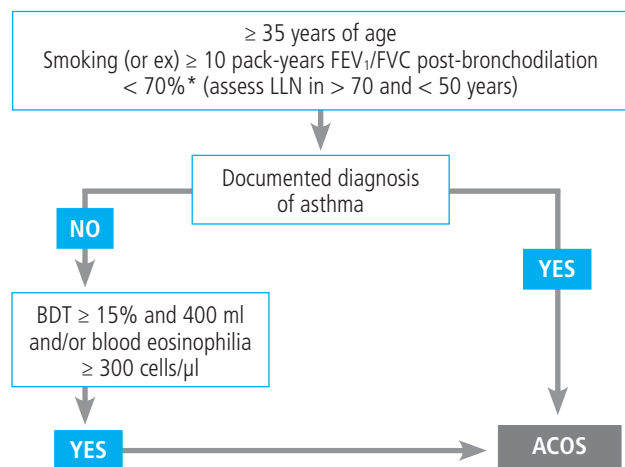 ≥ 35 years of age
Smoking (or ex) ≥ 10 pack-years FEV₁/FVC post-bronchodilation
< 70%* (assess LLN in > 70 and < 50 years)
Documented diagnosis
of asthma
NO
YES
BDT ≥ 15% and 400 ml
and/or blood eosinophilia
≥ 300 cells/µl
YES
ACOS